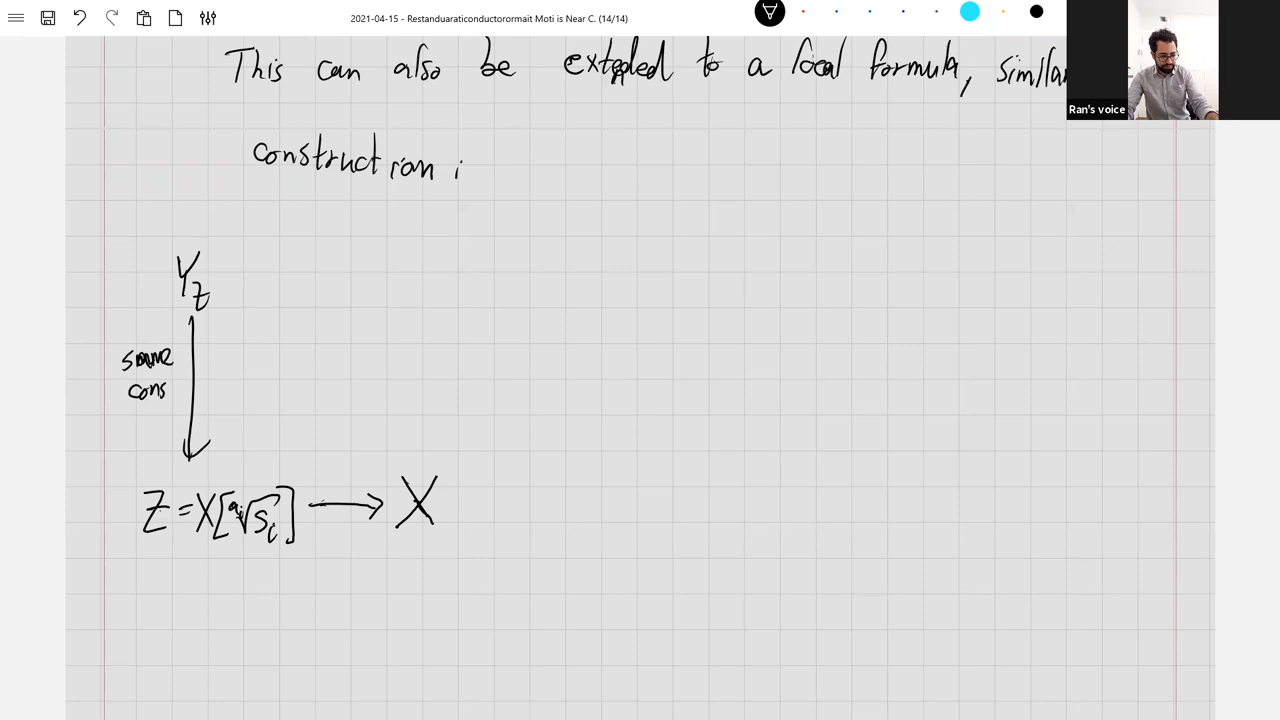 2021-04-15 - Restanduaraticonductorormait Moti is Near C. (14/14)
Ran's voice
This can also be extended to a local formula, similar
construction i
Y_Z
same
cons
Z = X[ᵃⁱ√S_i] → X